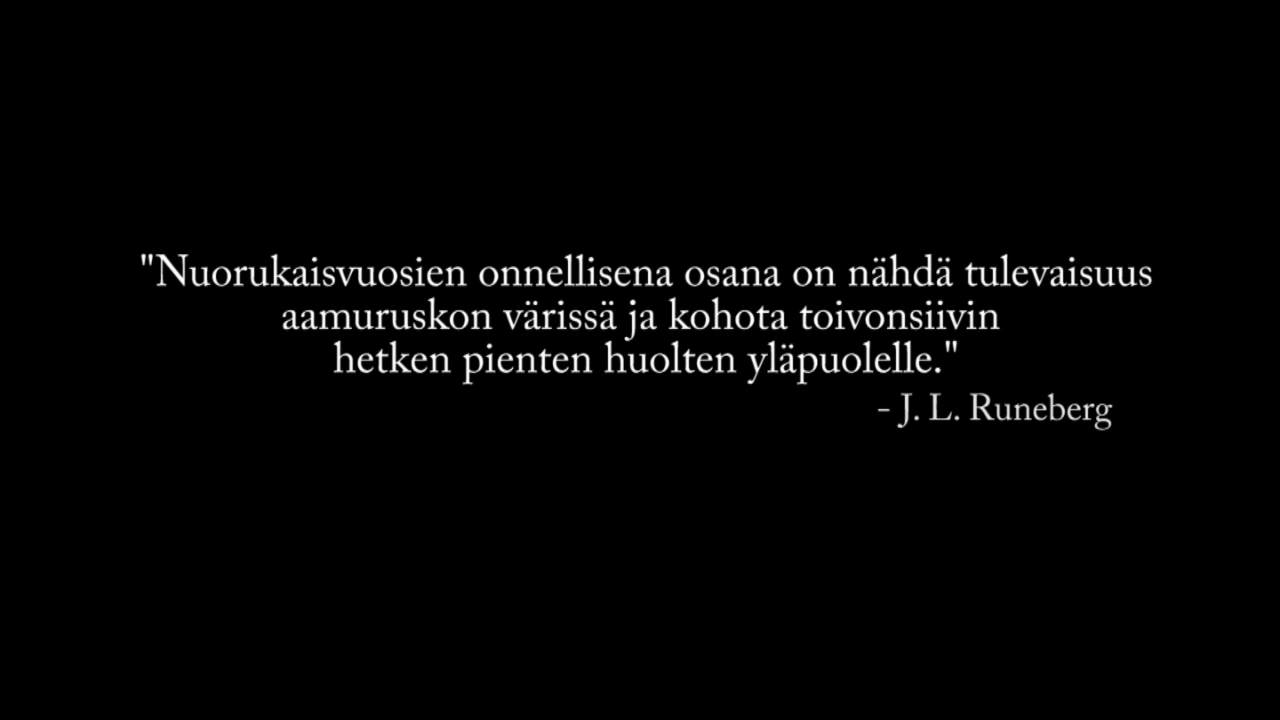 "Nuorukaisvuosien onnellisena osana on nähdä tulevaisuus
aamuruskon värissä ja kohota toivonsiivin
hetken pienten huolten yläpuolelle."
- J. L. Runeberg